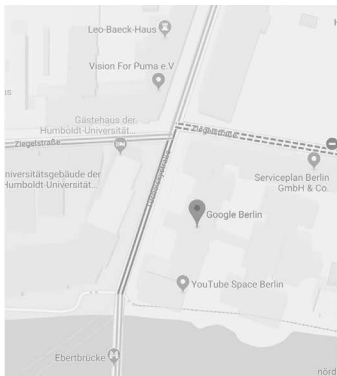 Leo-Baeck-Haus
Vision For Puma e.V
Gästehaus der
Humboldt-Universität...
Ziegelstraße
Ziegelstraße
niversitätsgebäude der
Humboldt-Universität...
Serviceplan Berlin
GmbH & Co.
Google Berlin
YouTube Space Berlin
Ebertbrücke
nörd